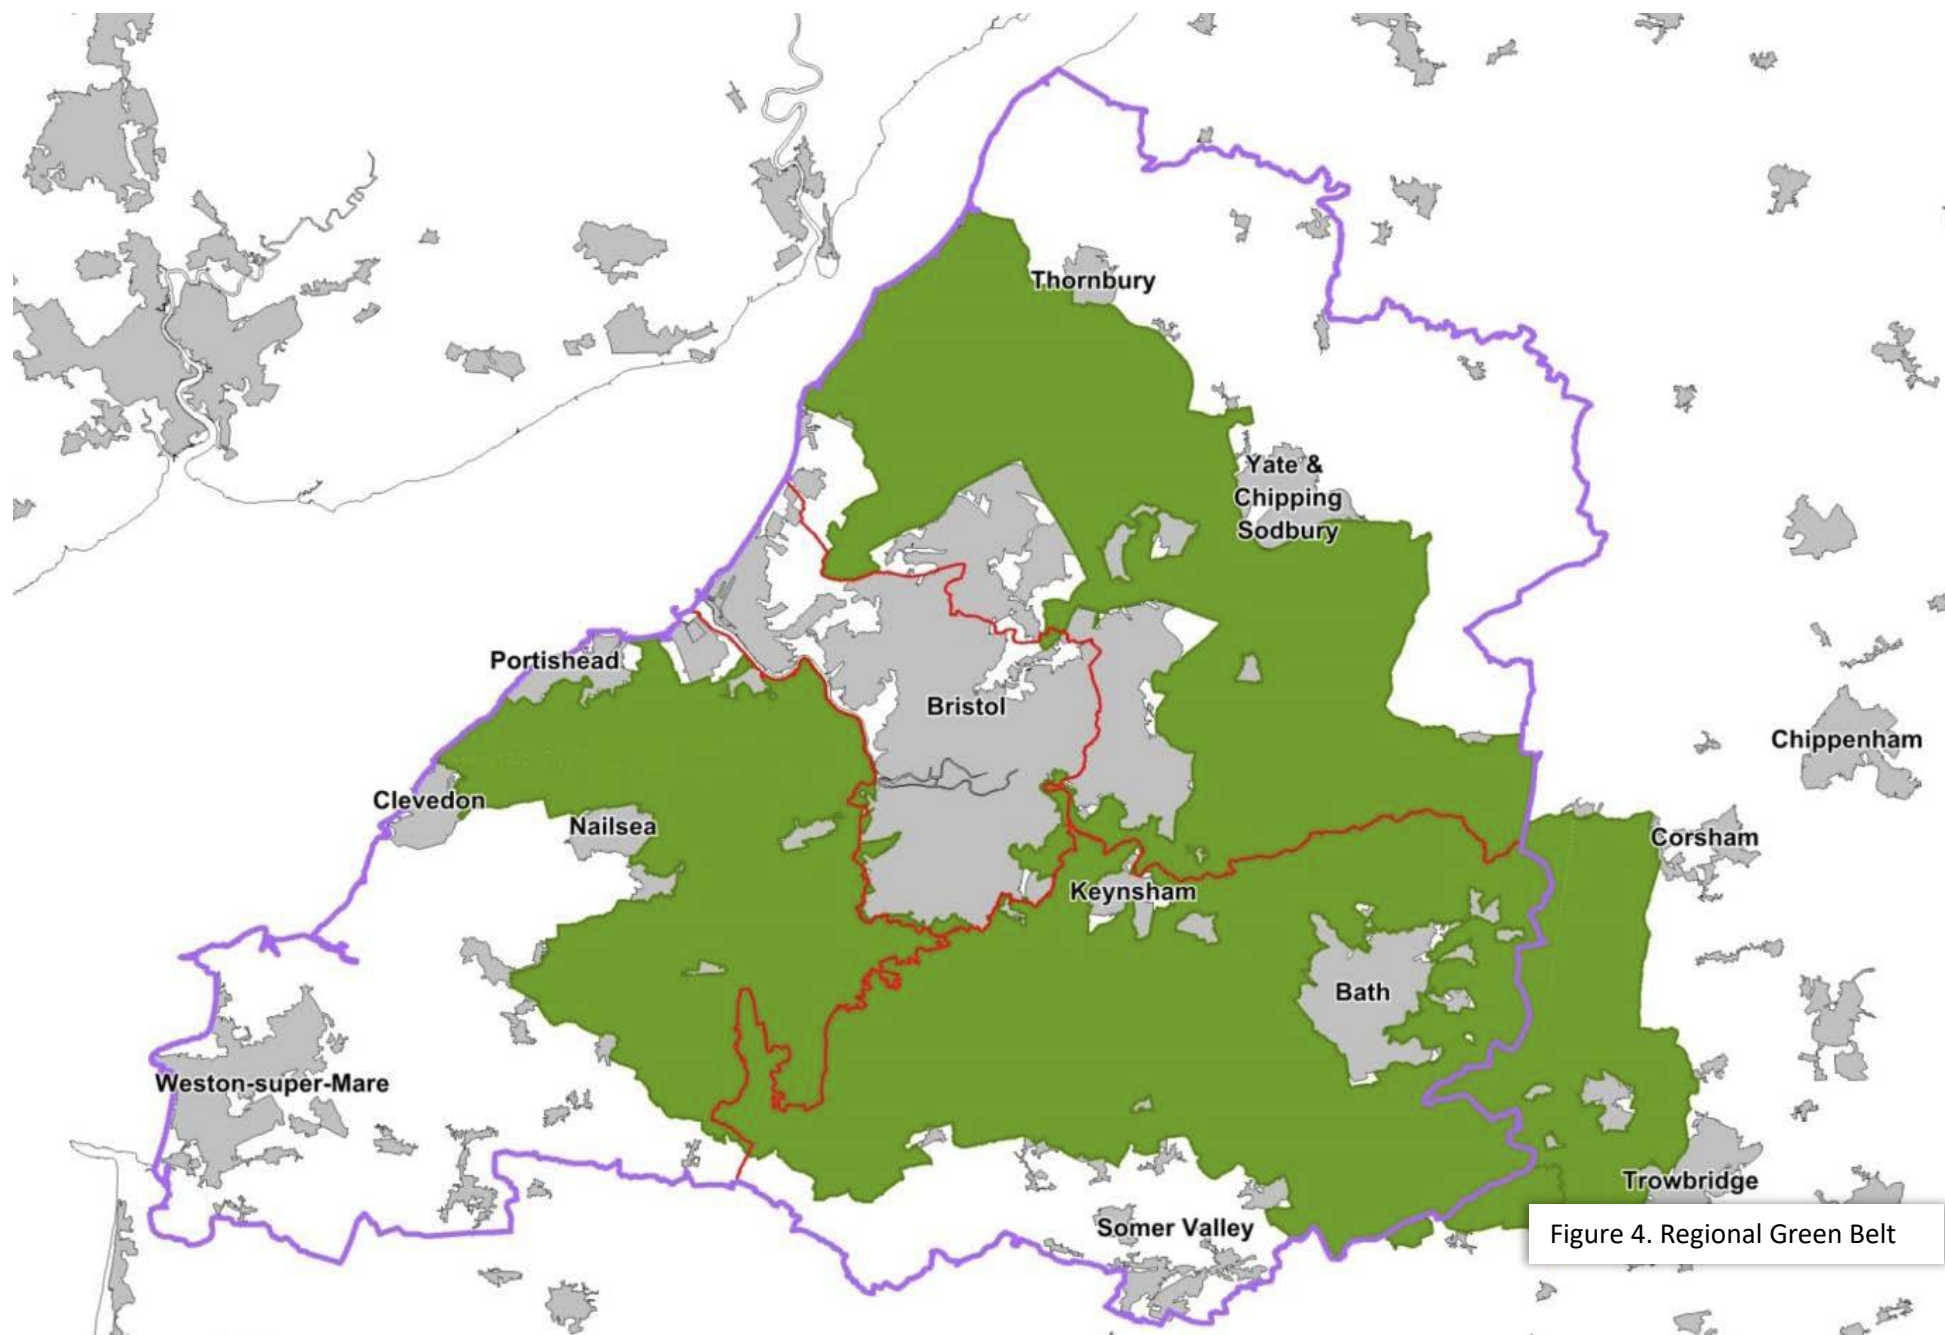 Thornbury
Yate &
Chipping
Sodbury
Portishead
Bristol
Chippenham
Clevedon
Nailsea
Corsham
Keynsham
Bath
Weston-super-Mare
Trowbridge
Somer Valley
Figure 4. Regional Green Belt